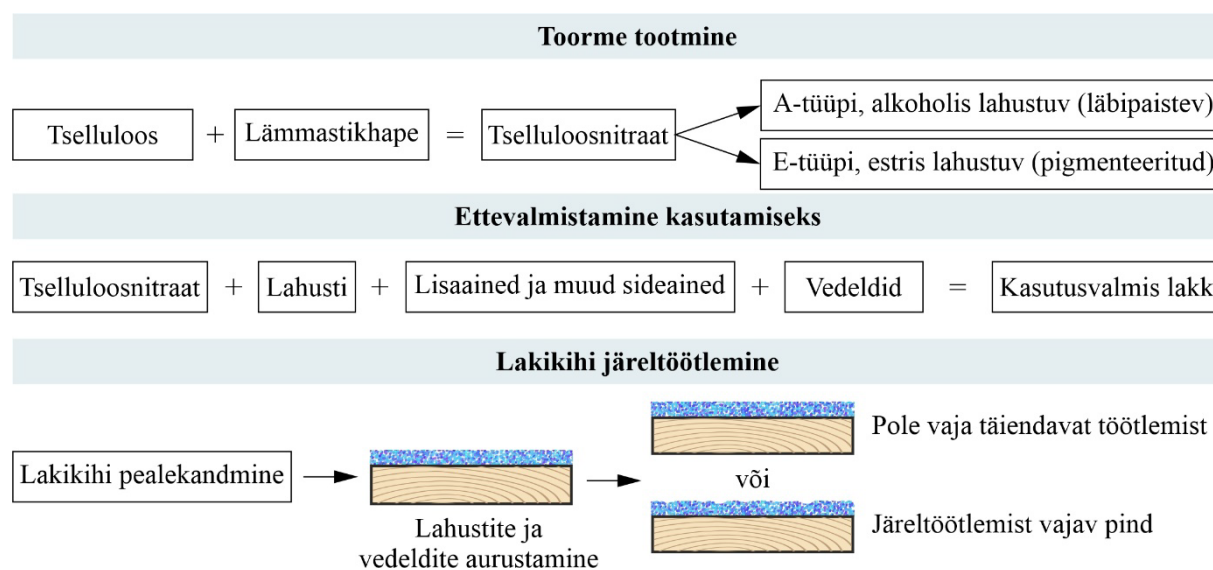 Toorme tootmine
Tselluloos + Lämmastikhape = Tselluloosnitraat
A-tüüpi, alkoholis lahustuv (läbipaistev)
E-tüüpi, estris lahustuv (pigmenteeritud)
Ettevalmistamine kasutamiseks
Tselluloosnitraat + Lahusti + Lisaained ja muud sideained + Vedeldid = Kasutusvalmis lakk
Lakikihi järeltöötlemine
Lakikihi pealekandmine
Lahustite ja
vedeldite aurustamine
Pole vaja täiendavat töötlemist
või
Järeltöötlemist vajav pind